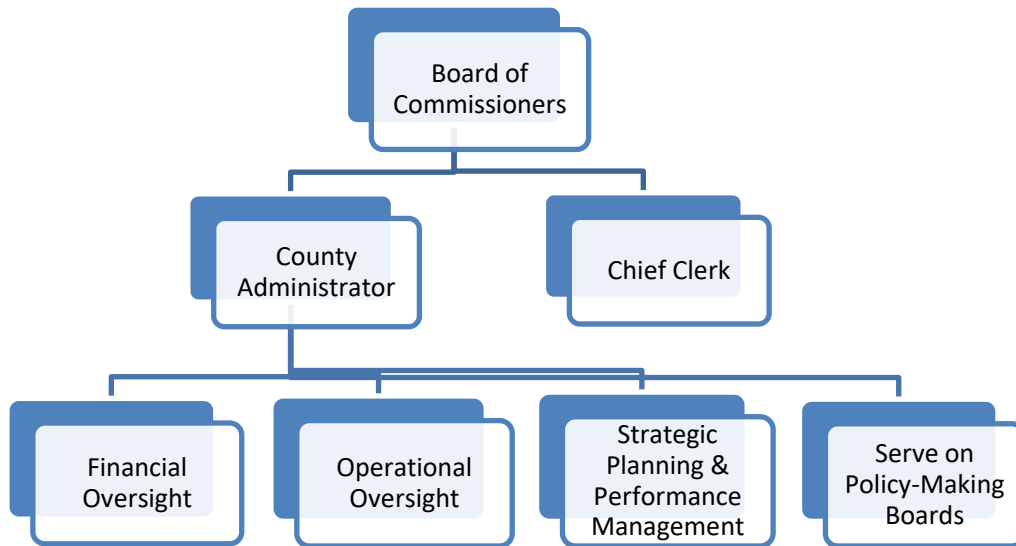 Board of
Commissioners
County
Administrator
Chief Clerk
Financial
Oversight
Operational
Oversight
Strategic
Planning &
Performance
Management
Serve on
Policy-Making
Boards